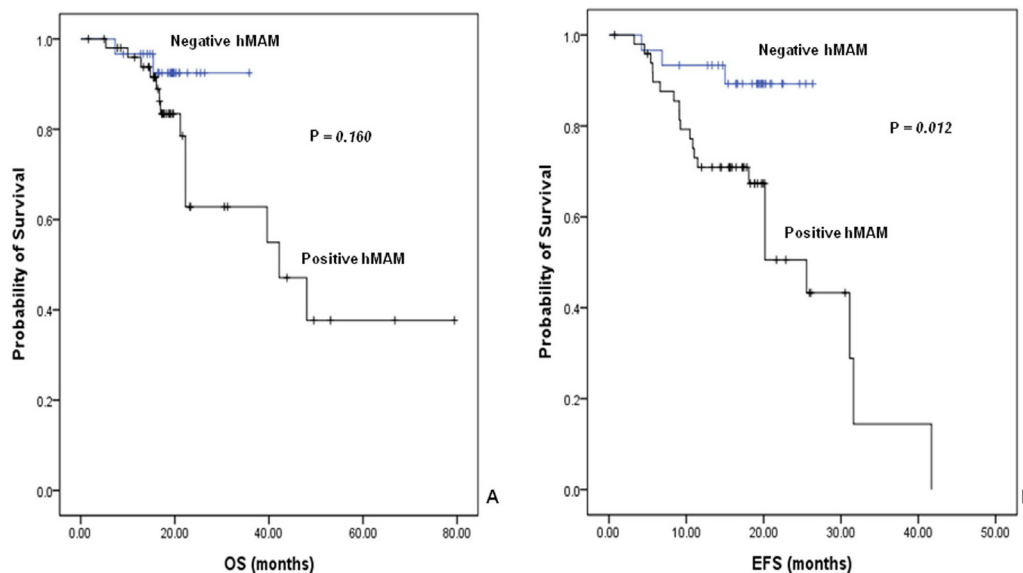 Negative hMAM
P = 0.160
Positive hMAM
Probability of Survival
1.0
0.8
0.6
0.4
0.2
0.0
0.00
20.00
40.00
60.00
80.00
OS (months)
A
Negative hMAM
P = 0.012
Positive hMAM
Probability of Survival
1.0
0.8
0.6
0.4
0.2
0.0
0.00
10.00
20.00
30.00
40.00
50.00
EFS (months)